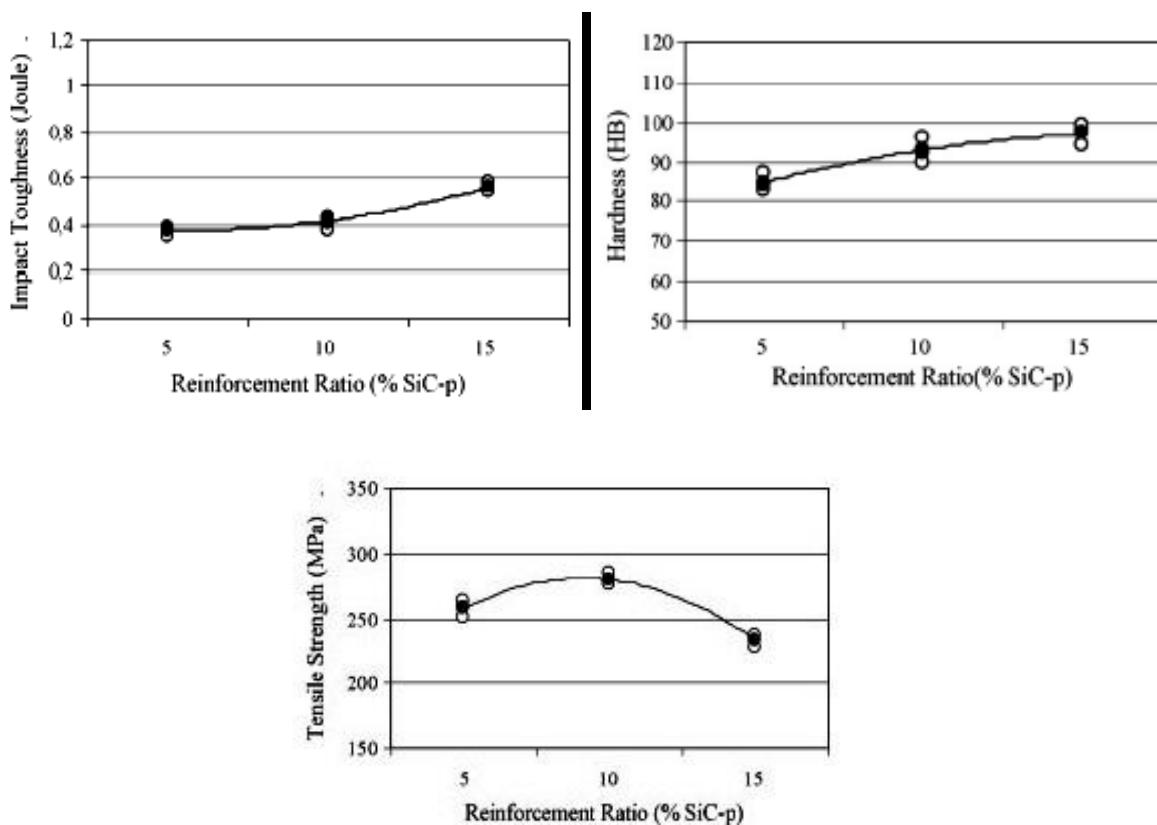 Impact Toughness (Joule) .
1,2
1
0,8
0,6
0,4
0,2
0
5 10 15
Reinforcement Ratio (% SiC-p)
Hardness (HB)
120
110
100
90
80
70
60
50
5 10 15
Reinforcement Ratio(% SiC-p)
Tensile Strength (MPa) .
350
300
250
200
150
5 10 15
Reinforcement Ratio (% SiC-p)